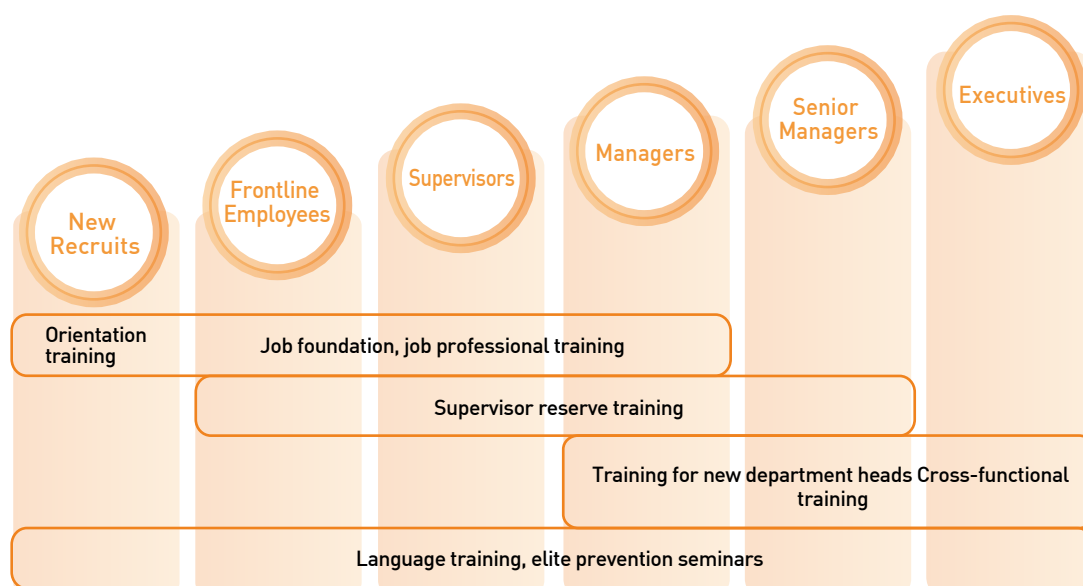 New
Recruits
Frontline
Employees
Supervisors
Managers
Senior
Managers
Executives
Orientation
training
Job foundation, job professional training
Supervisor reserve training
Training for new department heads Cross-functional
training
Language training, elite prevention seminars